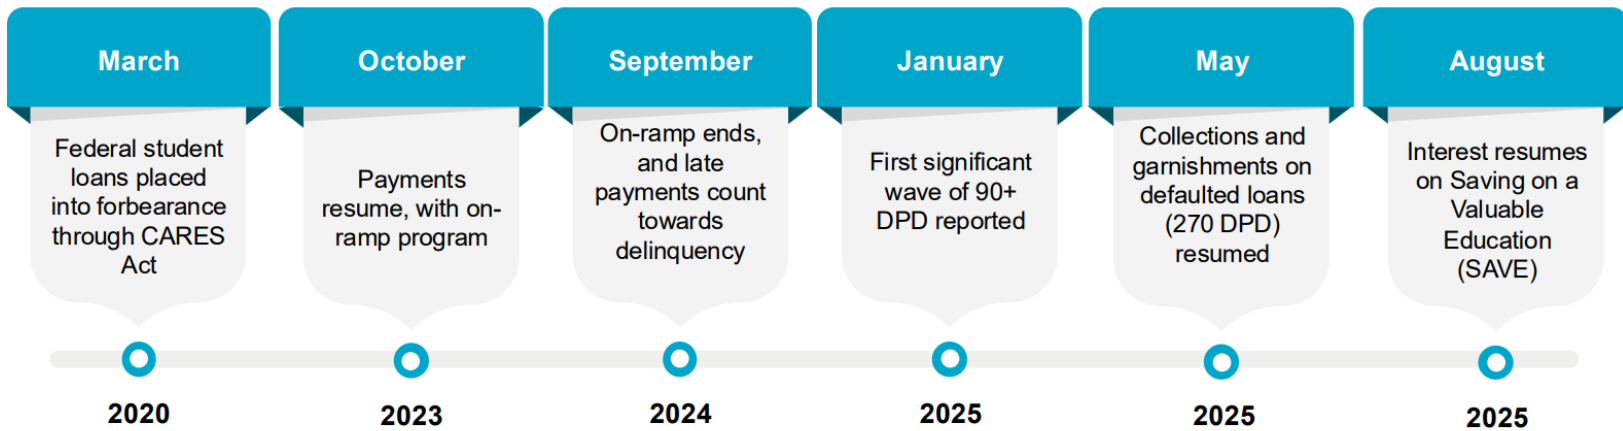 March
Federal student
loans placed
into forbearance
through CARES
Act
2020
October
Payments
resume, with on-
ramp program
2023
September
On-ramp ends,
and late
payments count
towards
delinquency
2024
January
First significant
wave of 90+
DPD reported
2025
May
Collections and
garnishments on
defaulted loans
(270 DPD)
resumed
2025
August
Interest resumes
on Saving on a
Valuable
Education
(SAVE)
2025